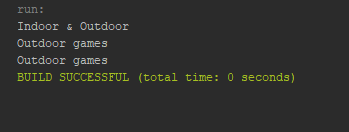 run:
Indoor & Outdoor
Outdoor games
Outdoor games
BUILD SUCCESSFUL (total time: 0 seconds)